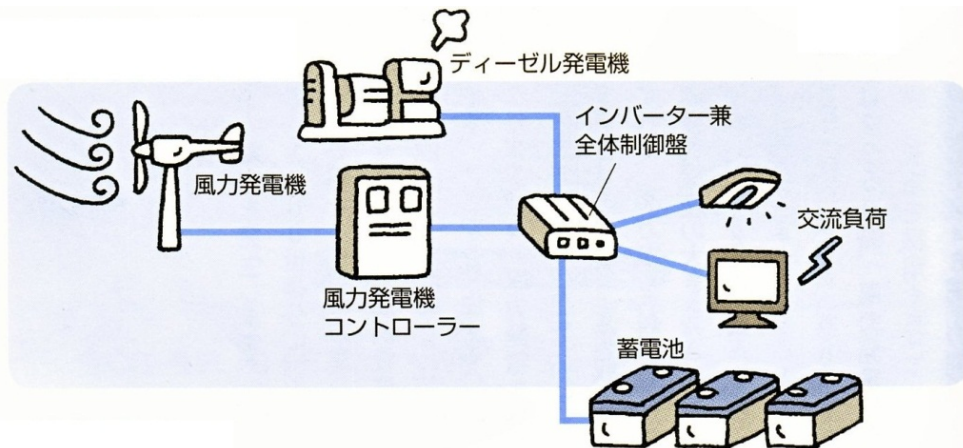 ディーゼル発電機
インバーター兼
全体制御盤
風力発電機
交流負荷
風力発電機
コントローラー
蓄電池